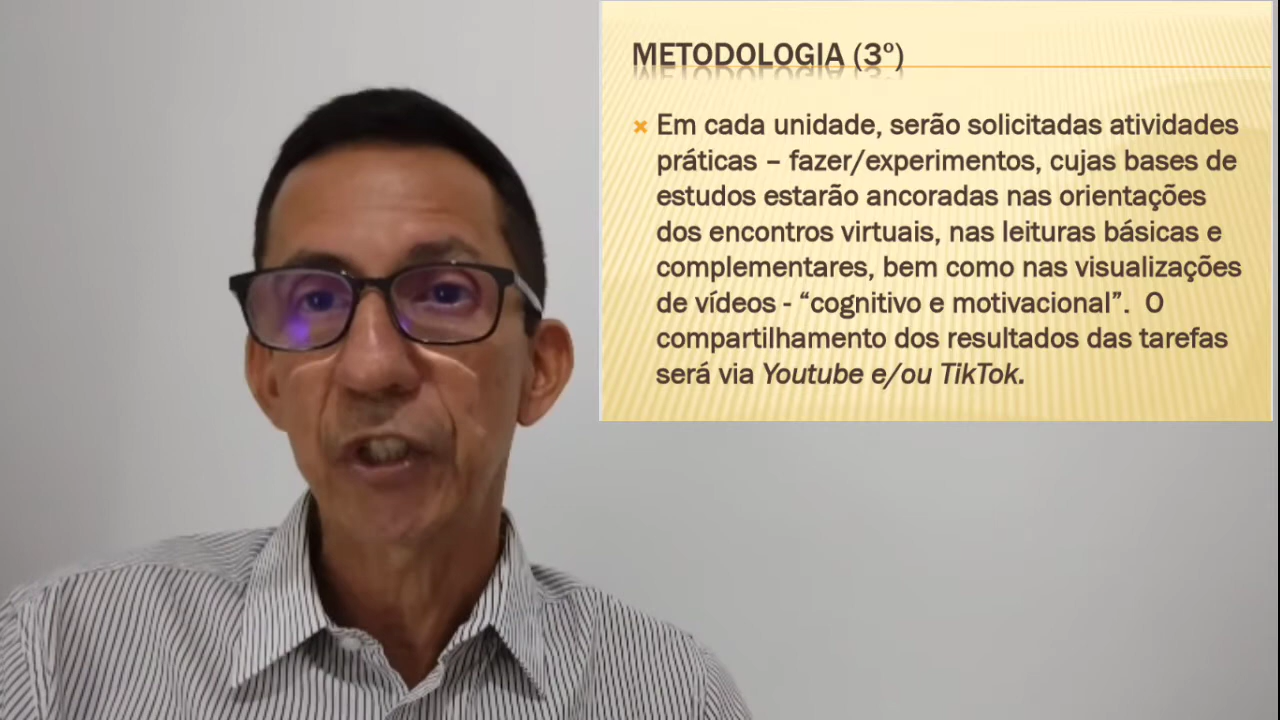 METODOLOGIA (3º)
Em cada unidade, serão solicitadas atividades
práticas – fazer/experimentos, cujas bases de
estudos estarão ancoradas nas orientações
dos encontros virtuais, nas leituras básicas e
complementares, bem como nas visualizações
de vídeos - “cognitivo e motivacional”. O
compartilhamento dos resultados das tarefas
será via Youtube e/ou TikTok.